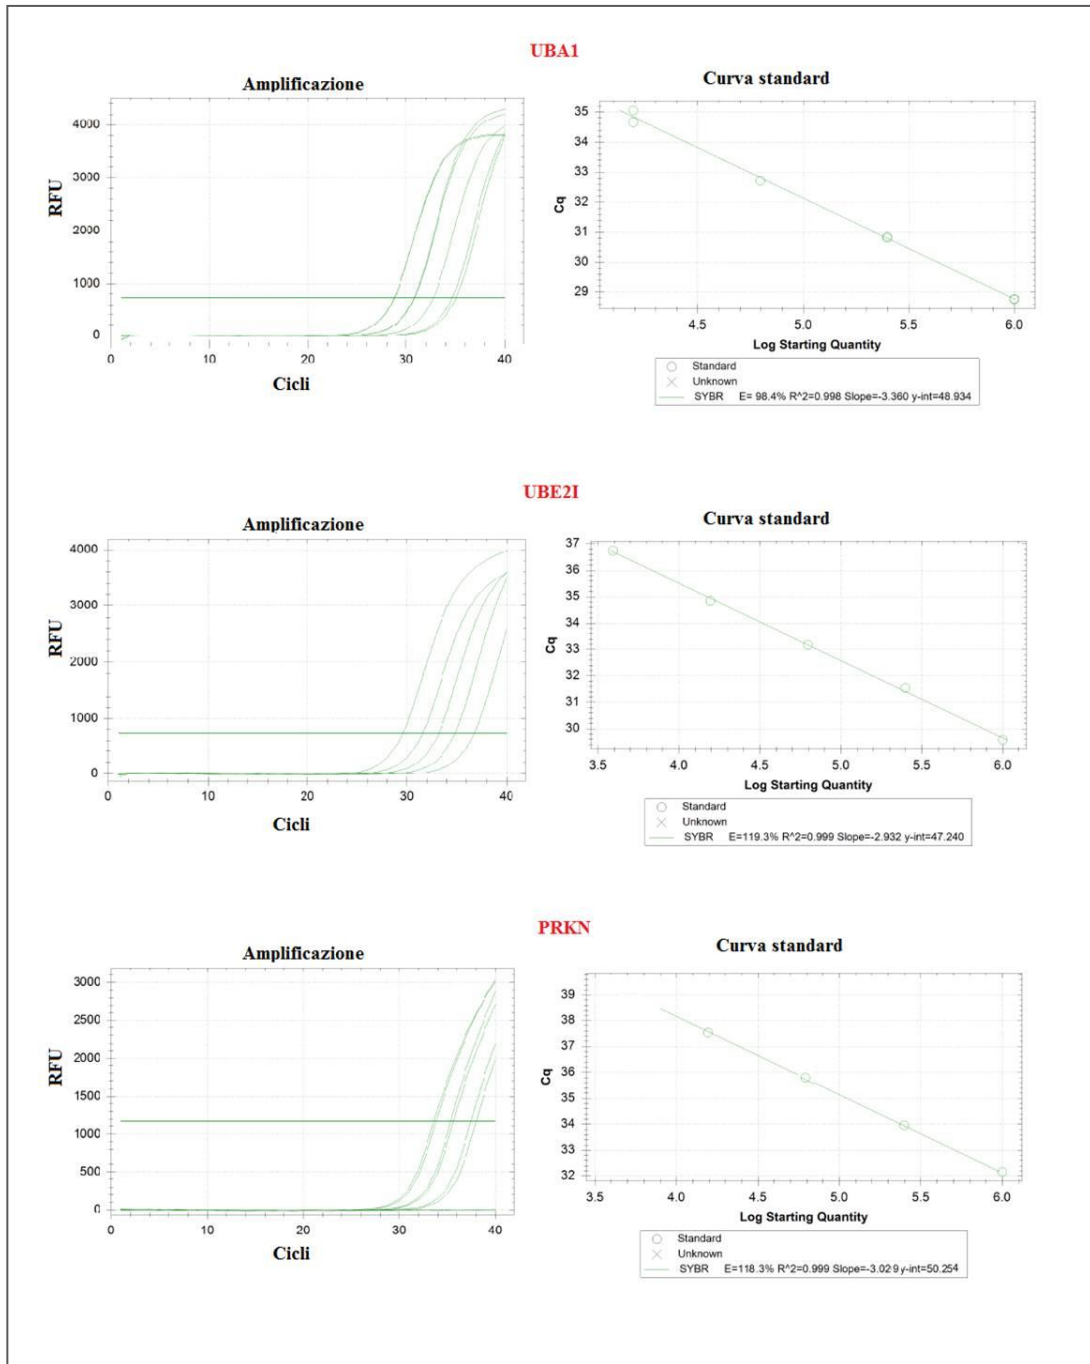 UBA1
Amplificazione
Curva standard
RFU
4000
3000
2000
1000
0
0 10 20 30 40
Cicli
Cq
35
34
33
32
31
30
29
4.5 5.0 5.5 6.0
Log Starting Quantity
Standard
Unknown
SYBR E= 98.4% R^2=0.998 Slope=-3.360 y-int=48.934
UBE2I
Amplificazione
Curva standard
RFU
4000
3000
2000
1000
0
0 10 20 30 40
Cicli
Cq
37
36
35
34
33
32
31
30
3.5 4.0 4.5 5.0 5.5 6.0
Log Starting Quantity
Standard
Unknown
SYBR E=119.3% R^2=0.999 Slope=-2.932 y-int=47.240
PRKN
Amplificazione
Curva standard
RFU
3000
2500
2000
1500
1000
500
0
0 10 20 30 40
Cicli
Cq
39
38
37
36
35
34
33
32
3.5 4.0 4.5 5.0 5.5 6.0
Log Starting Quantity
Standard
Unknown
SYBR E=118.3% R^2=0.999 Slope=-3.029 y-int=50.254